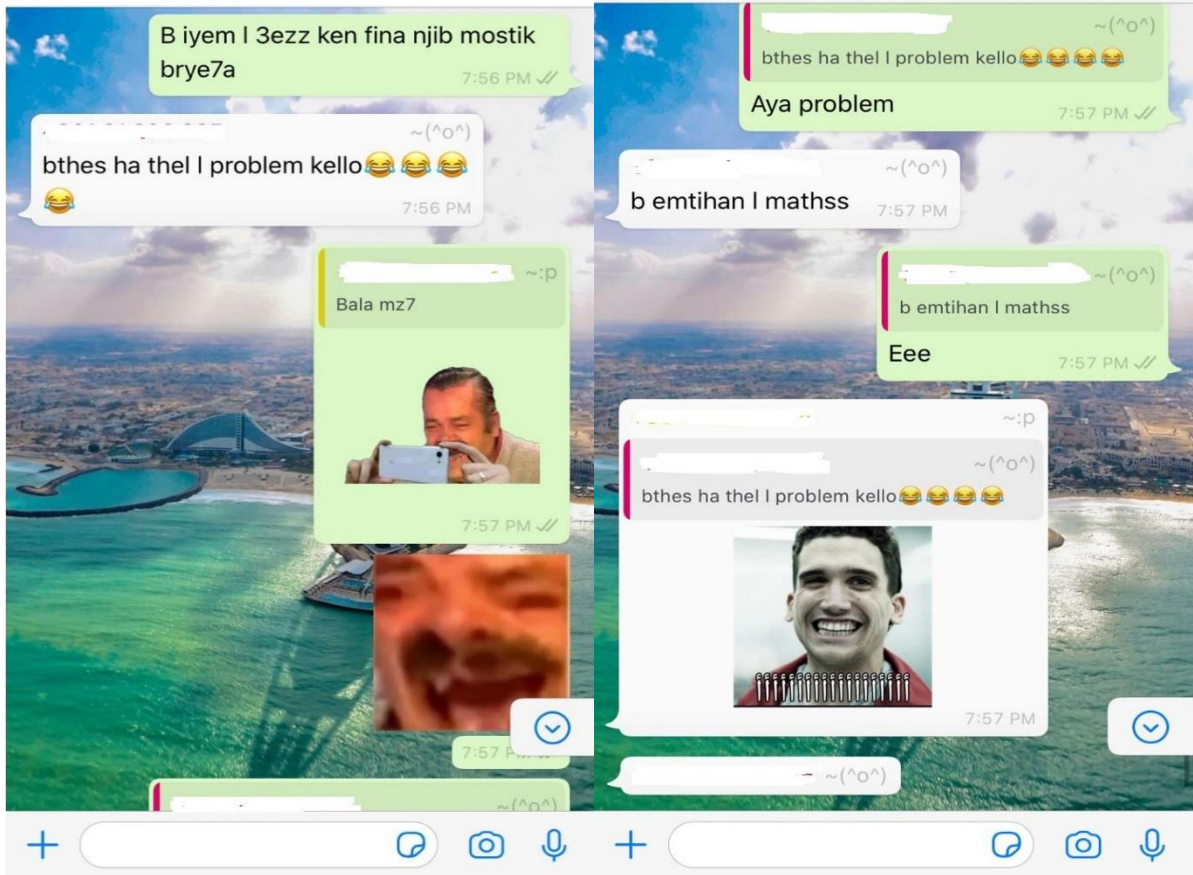 B iyem l 3ezz ken fina njib mostik
brye7a
7:56 PM
~(^o^)
bthes ha thel l problem kello😂😂😂
😂
7:56 PM
~:p
Bala mz7
7:57 PM
7:57
~(^o^)
~(^o^)
bthes ha thel l problem kello😂😂😂😂
Aya problem
7:57 PM
~(^o^)
b emtihan l mathss
7:57 PM
~(^o^)
b emtihan l mathss
Eee
7:57 PM
~:p
~(^o^)
bthes ha thel l problem kello😂😂😂😂
7:57 PM
~(^o^)